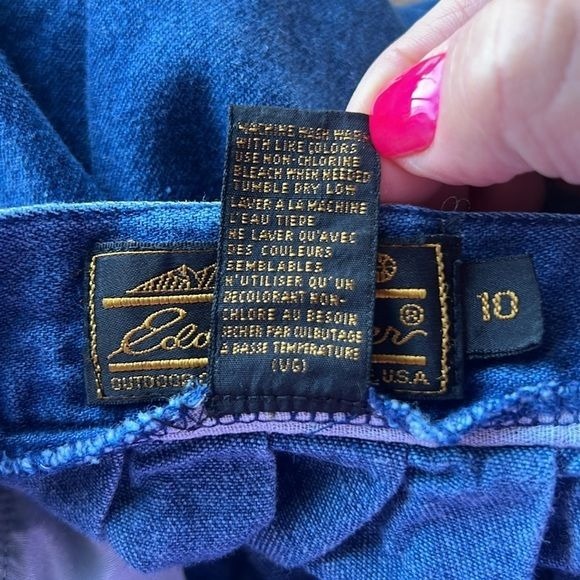 MACHINE WASH WARM
WITH LIKE COLORS
USE NON-CHLORINE
BLEACH WHEN NEEDED
TUMBLE DRY LOW
LAVER A LA MACHINE
L'EAU TIEDE
NE LAVER QU'AVEC
DES COULEURS
SEMBLABLES
N'UTILISER QU'UN
DECOLORANT NON-
CHLORE AU BESOIN
SECHER PAR CULBUTAGE
A BASSE TEMPERATURE
(VG)
®
U.S.A
10